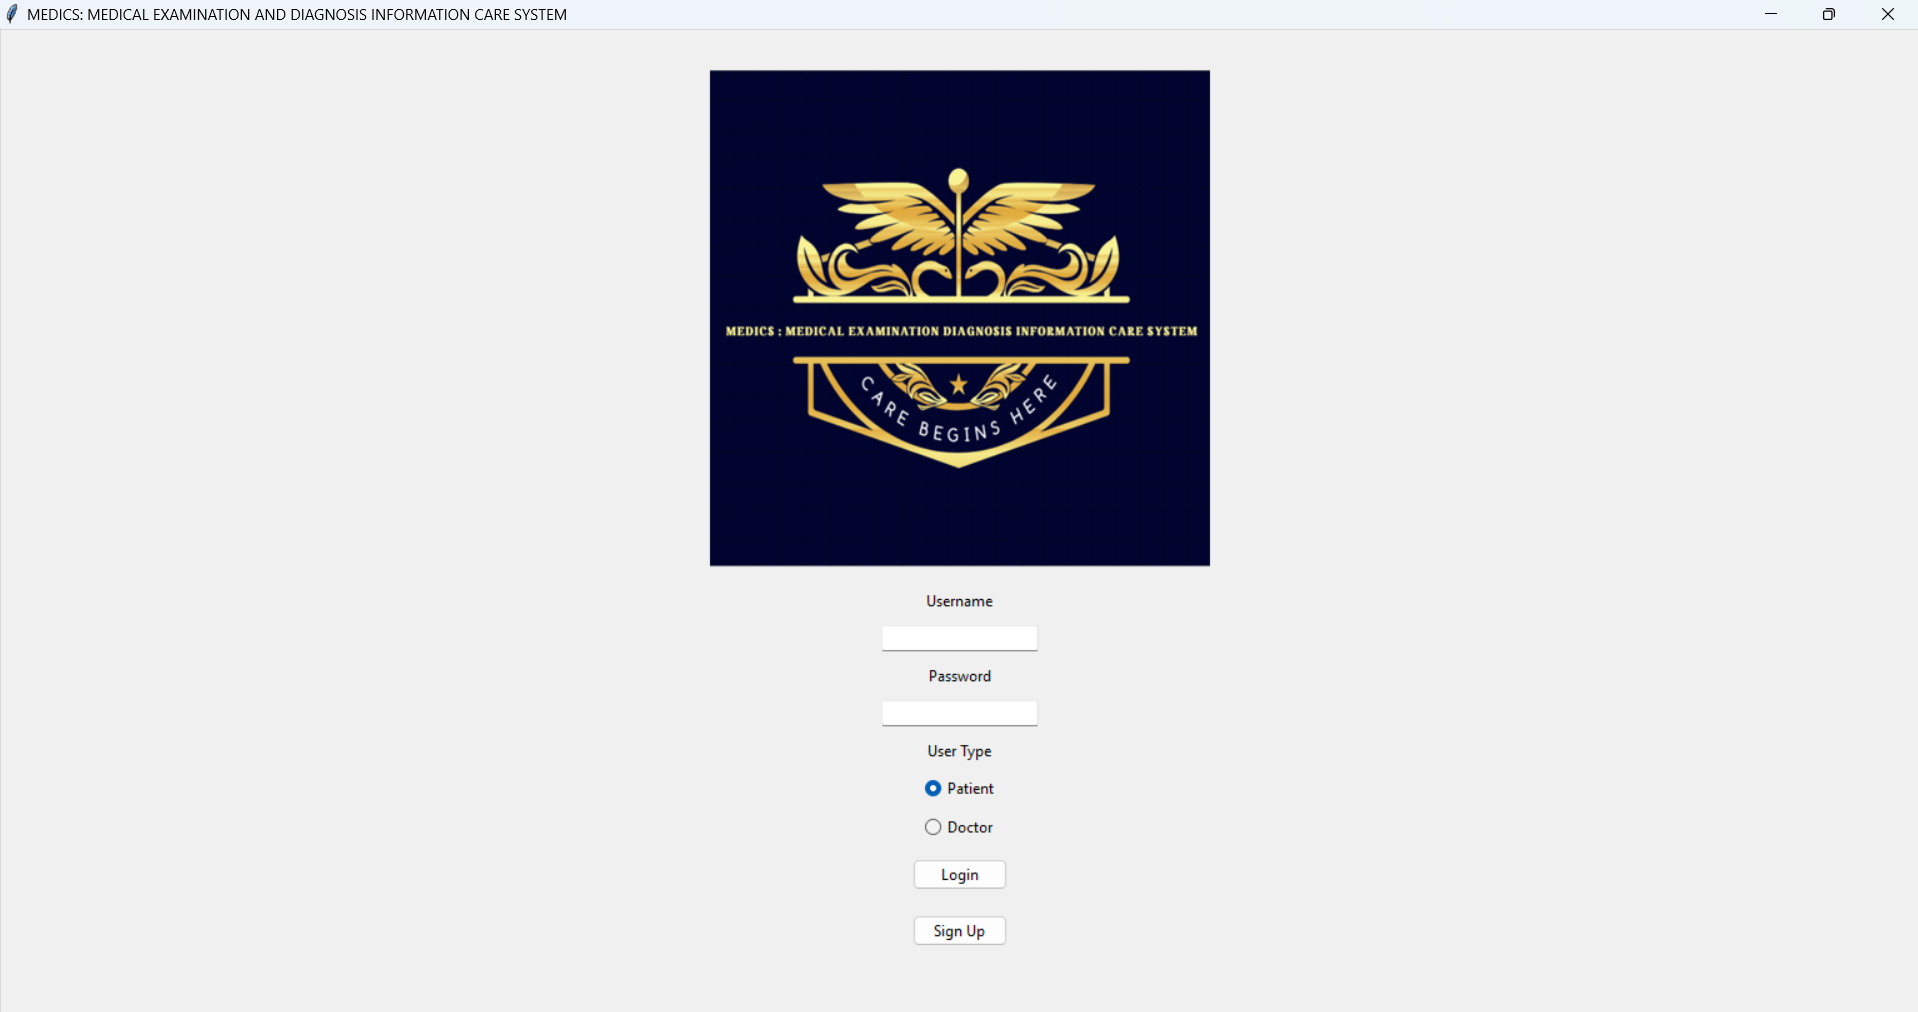 MEDICS: MEDICAL EXAMINATION AND DIAGNOSIS INFORMATION CARE SYSTEM
MEDICS : MEDICAL EXAMINATION DIAGNOSIS INFORMATION CARE SYSTEM
CARE BEGINS HERE
Username
Password
User Type
Patient
Doctor
Login
Sign Up